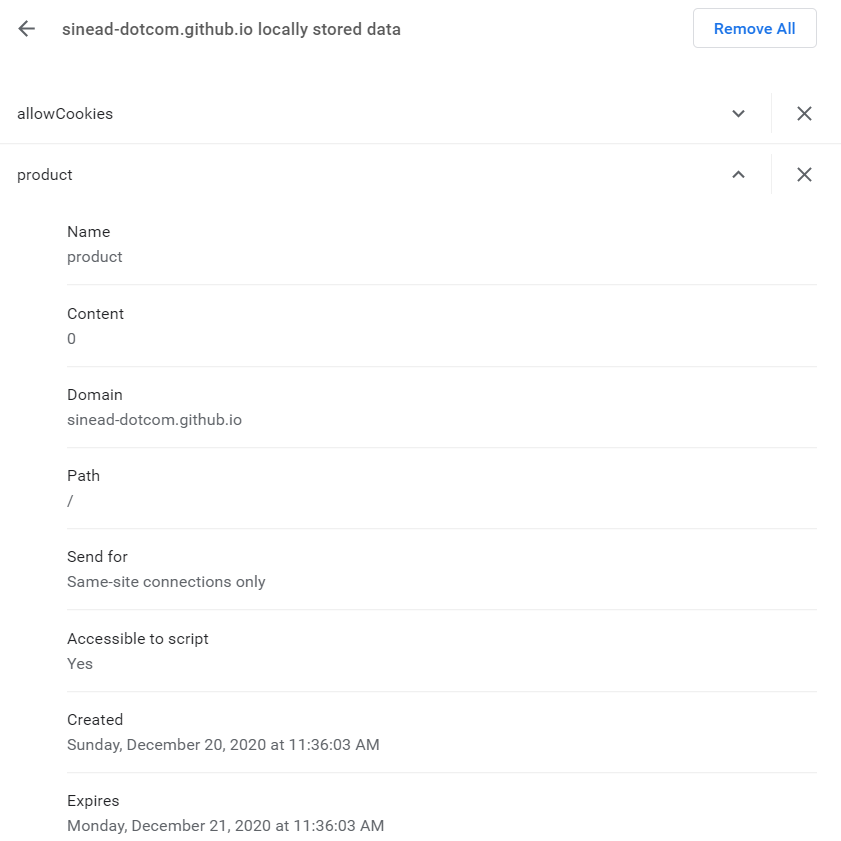 sinead-dotcom.github.io locally stored data
Remove All
allowCookies
product
Name
product
Content
0
Domain
sinead-dotcom.github.io
Path
/
Send for
Same-site connections only
Accessible to script
Yes
Created
Sunday, December 20, 2020 at 11:36:03 AM
Expires
Monday, December 21, 2020 at 11:36:03 AM